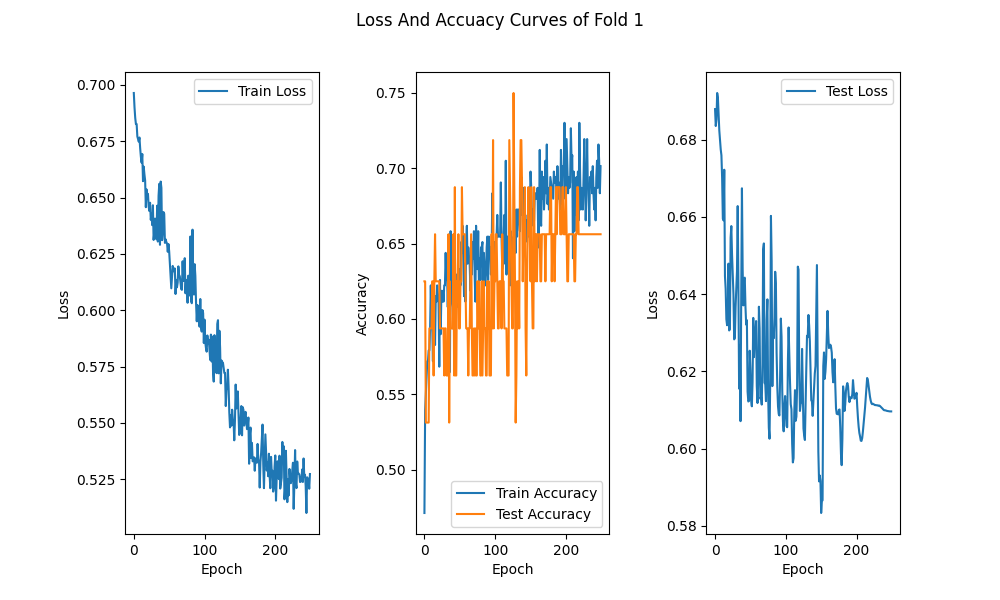 Loss And Accuacy Curves of Fold 1
0.700
0.675
0.650
0.625
0.600
0.575
0.550
0.525
Loss
Train Loss
0
100
200
Epoch
0.75
0.70
0.65
0.60
0.55
0.50
Accuracy
Train Accuracy
Test Accuracy
0
100
200
Epoch
0.68
0.66
0.64
0.62
0.60
0.58
Loss
Test Loss
0
100
200
Epoch